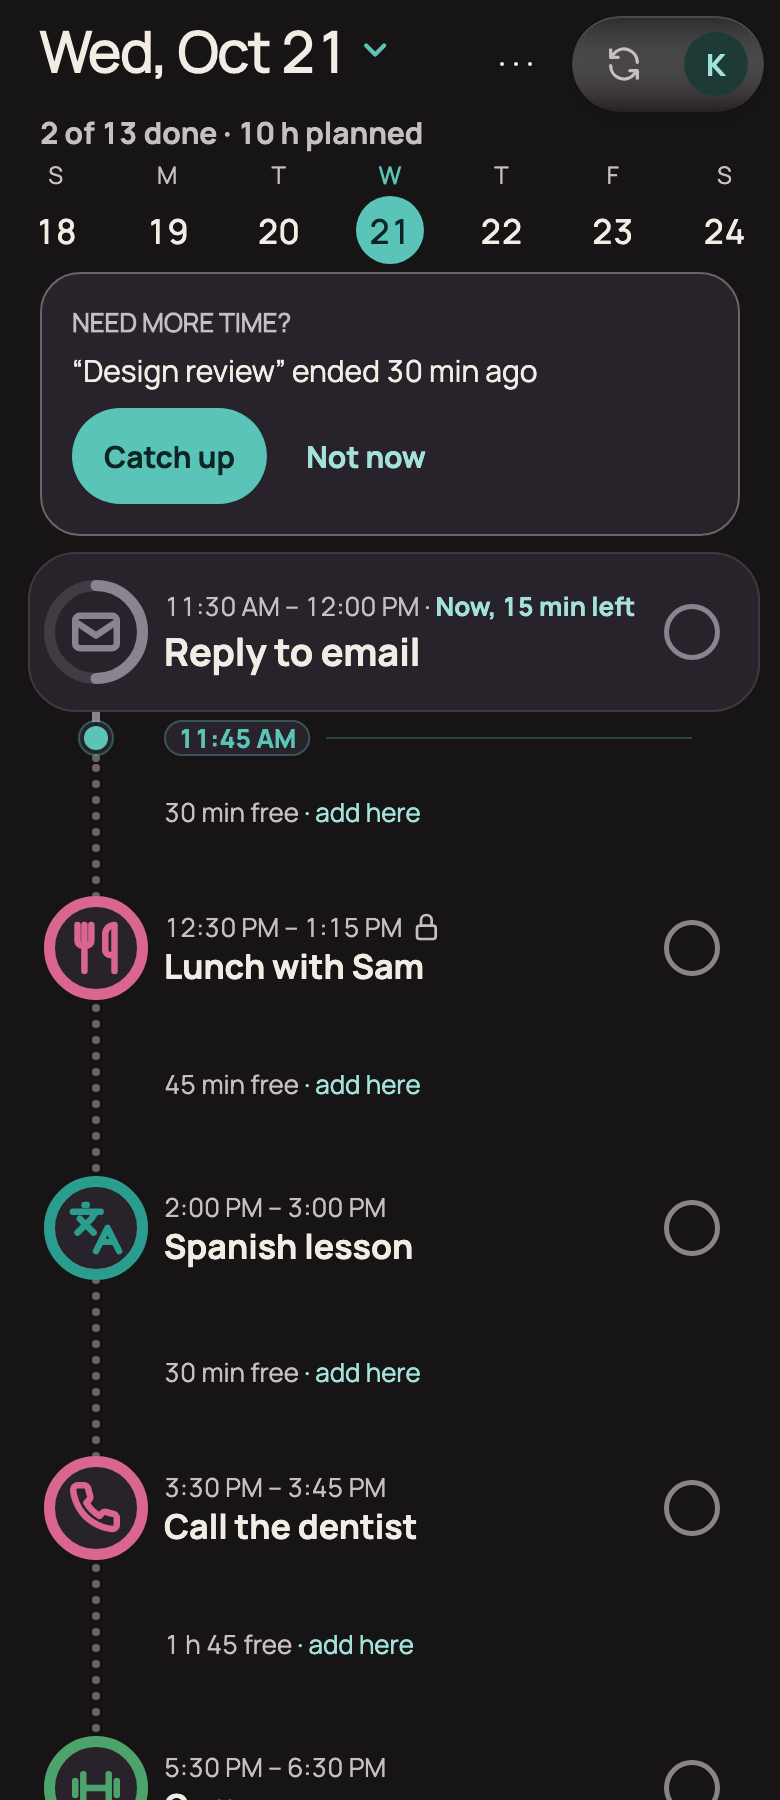 Wed, Oct 21
...
K
2 of 13 done · 10 h planned
S M T W T F S
18 19 20 21 22 23 24
NEED MORE TIME?
“Design review” ended 30 min ago
Catch up
Not now
11:30 AM – 12:00 PM · Now, 15 min left
Reply to email
11:45 AM
30 min free · add here
12:30 PM – 1:15 PM
Lunch with Sam
45 min free · add here
2:00 PM – 3:00 PM
Spanish lesson
30 min free · add here
3:30 PM – 3:45 PM
Call the dentist
1 h 45 free · add here
5:30 PM – 6:30 PM